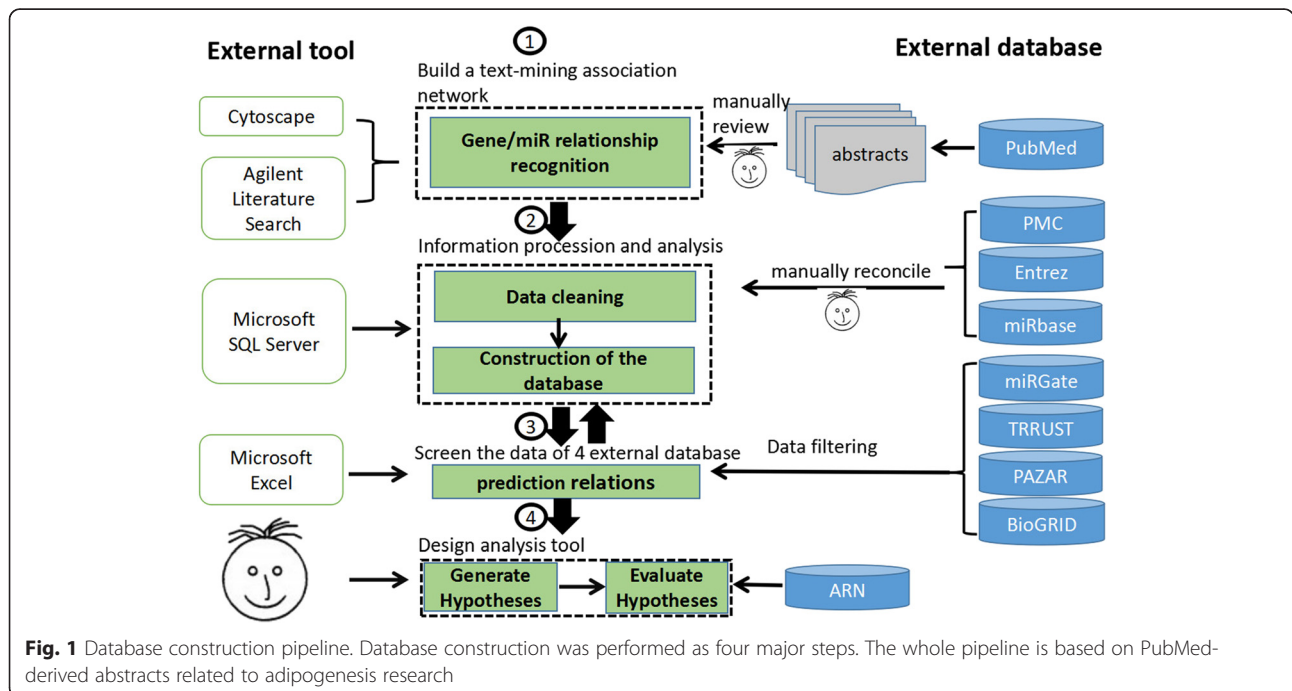 External tool
External database
1
Build a text-mining association
network
Cytoscape
Agilent
Literature
Search
Gene/miR relationship
recognition
manually
review
abstracts
PubMed
2
Information procession and analysis
Microsoft
SQL Server
Data cleaning
Construction of the
database
manually reconcile
PMC
Entrez
miRbase
3
Screen the data of 4 external database
Microsoft
Excel
prediction relations
Data filtering
miRGate
TRRUST
PAZAR
BioGRID
4
Design analysis tool
Generate
Hypotheses
Evaluate
Hypotheses
ARN
Fig. 1 Database construction pipeline. Database construction was performed as four major steps. The whole pipeline is based on PubMed-
derived abstracts related to adipogenesis research